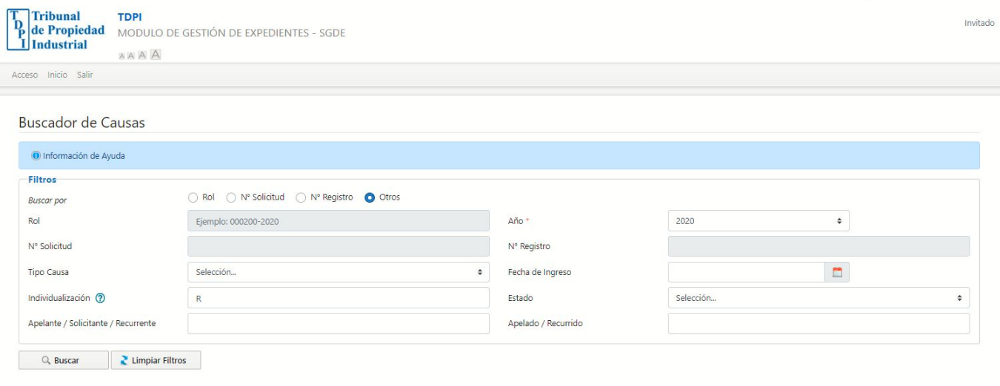 TDPI
Tribunal
de Propiedad
Industrial
TDPI
MODULO DE GESTIÓN DE EXPEDIENTES - SGDE
A A A A
Invitado
Acceso Inicio Salir
Buscador de Causas
Información de Ayuda
Filtros
Buscar por Rol N° Solicitud N° Registro Otros
Rol Ejemplo: 000200-2020 Año * 2020
N° Solicitud N° Registro
Tipo Causa Selección... Fecha de Ingreso
Individualización ? R Estado Selección...
Apelante / Solicitante / Recurrente Apelado / Recurrido
Buscar Limpiar Filtros